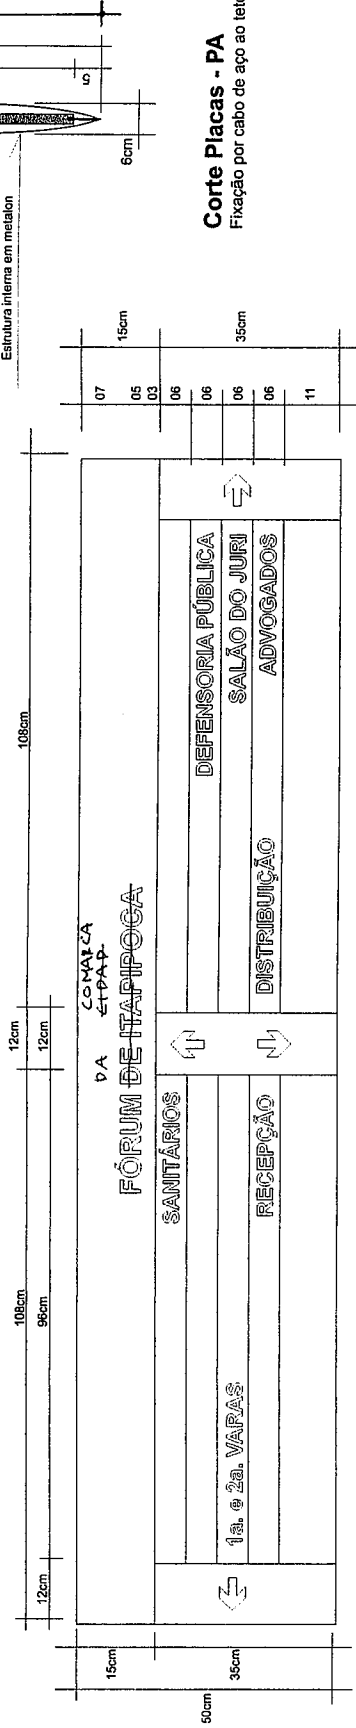 108cm 12cm 108cm
12cm 96cm 12cm
COMARCA
DA
FÓRUM DE ITAPIPOCA
SANITÁRIOS
DEFENSORIA PÚBLICA
1a. e 2a. VARAS
SALÃO DO JURI
RECEPÇÃO
DISTRIBUIÇÃO
ADVOGADOS
15cm
35cm
50cm
07
05
03
06
06
06
06
11
15cm
35cm
Estrutura interna em metalon
5
6cm
Corte Placas - PA
Fixação por cabo de aço ao teto